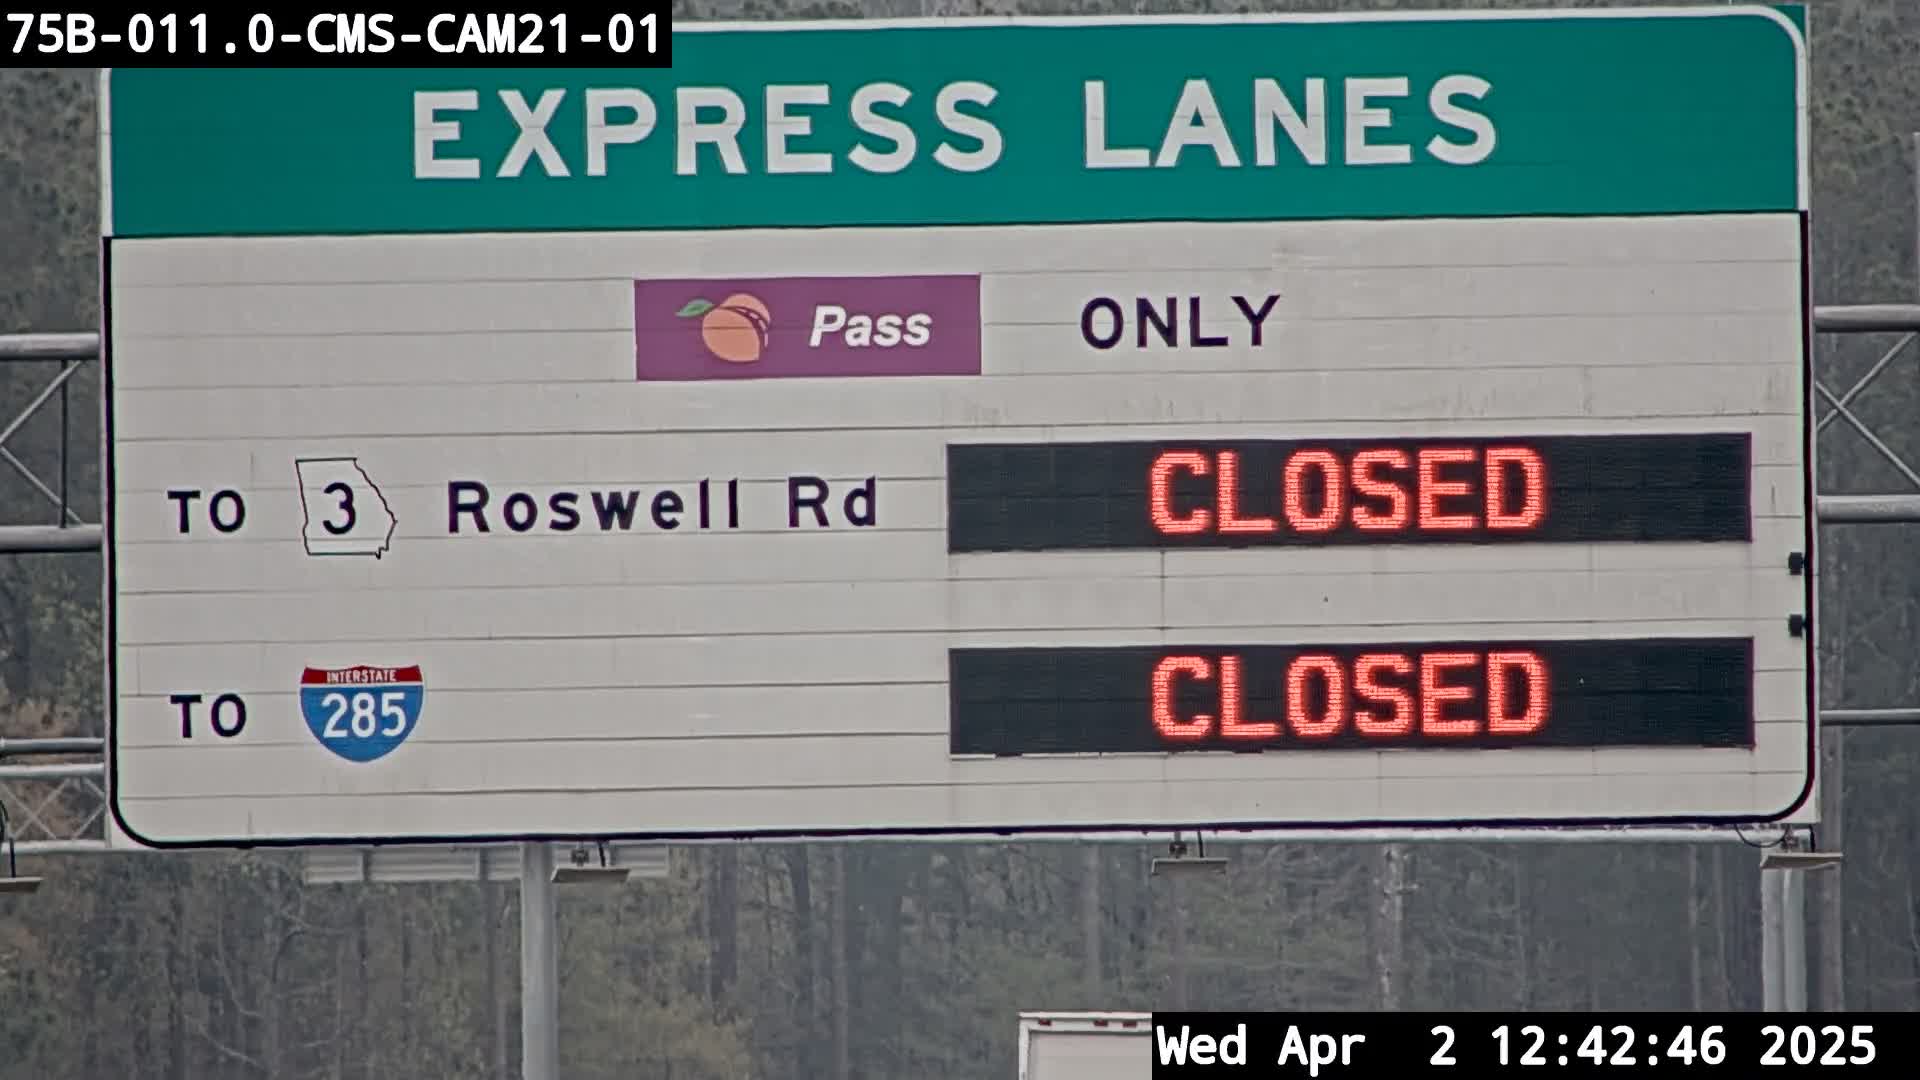 75B-011.0-CMS-CAM21-01
EXPRESS LANES
Pass ONLY
TO 3 Roswell Rd CLOSED
TO INTERSTATE 285 CLOSED
Wed Apr 2 12:42:46 2025